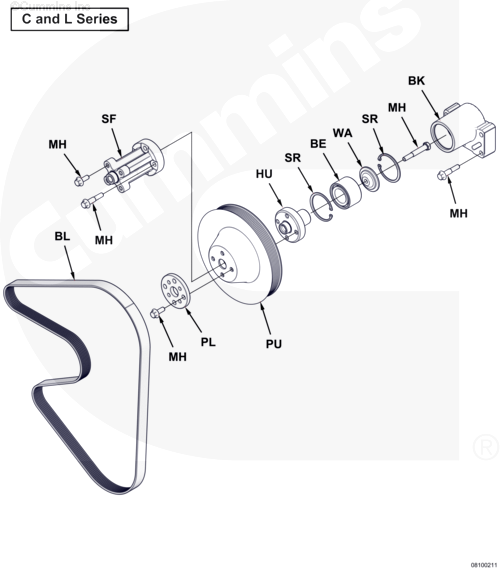 ©Cummins Inc
C and L Series
BK
SF
MH
SR
WA
BE
MH
SR
HU
MH
MH
MH
BL
PL
PU
MH
Cummins
®
08100211